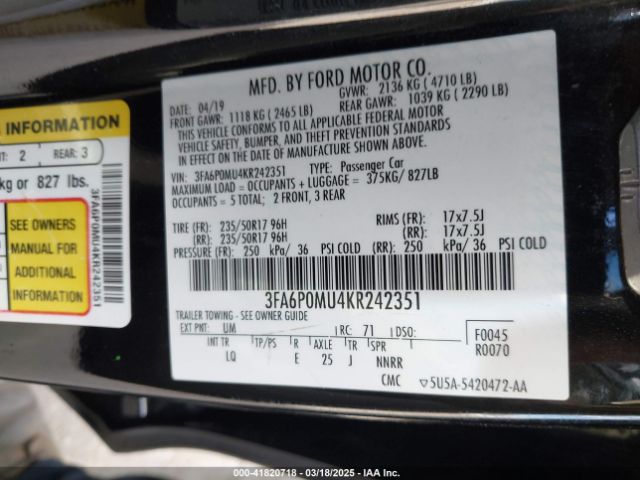 MFD. BY FORD MOTOR CO.
DATE: 04/19 GVWR: 2136 KG ( 4710 LB)
FRONT GAWR: 1118 KG ( 2465 LB) REAR GAWR: 1039 KG ( 2290 LB)
THIS VEHICLE CONFORMS TO ALL APPLICABLE FEDERAL MOTOR
VEHICLE SAFETY, BUMPER, AND THEFT PREVENTION STANDARDS
IN EFFECT ON THE DATE OF MANUFACTURE SHOWN ABOVE.
VIN: 3FA6P0MU4KR242351 TYPE: Passenger Car
MAXIMUM LOAD = OCCUPANTS + LUGGAGE = 375KG/ 827LB
OCCUPANTS = 5 TOTAL; 2 FRONT, 3 REAR
TIRE (FR): 235/50R17 96H RIMS (FR): 17x7.5J
(RR): 235/50R17 96H (RR): 17x7.5J
PRESSURE (FR): 250 kPa/ 36 PSI COLD (RR): 250 kPa/ 36 PSI COLD
3FA6P0MU4KR242351
TRAILER TOWING - SEE OWNER GUIDE
EXT PNT: UM RC: 71 DSO: F0045
INT TR TP/PS R AXLE TR SPR R0070
LQ E 25 J NNRR
CMC ▽5U5A-5420472-AA
INFORMATION
2 REAR: 3
kg or 827 lbs.
SEE OWNERS
MANUAL FOR
ADDITIONAL
INFORMATION
3FA6P0MU4KR242351
000-41820718 | 03/18/2025 | IAA Inc.